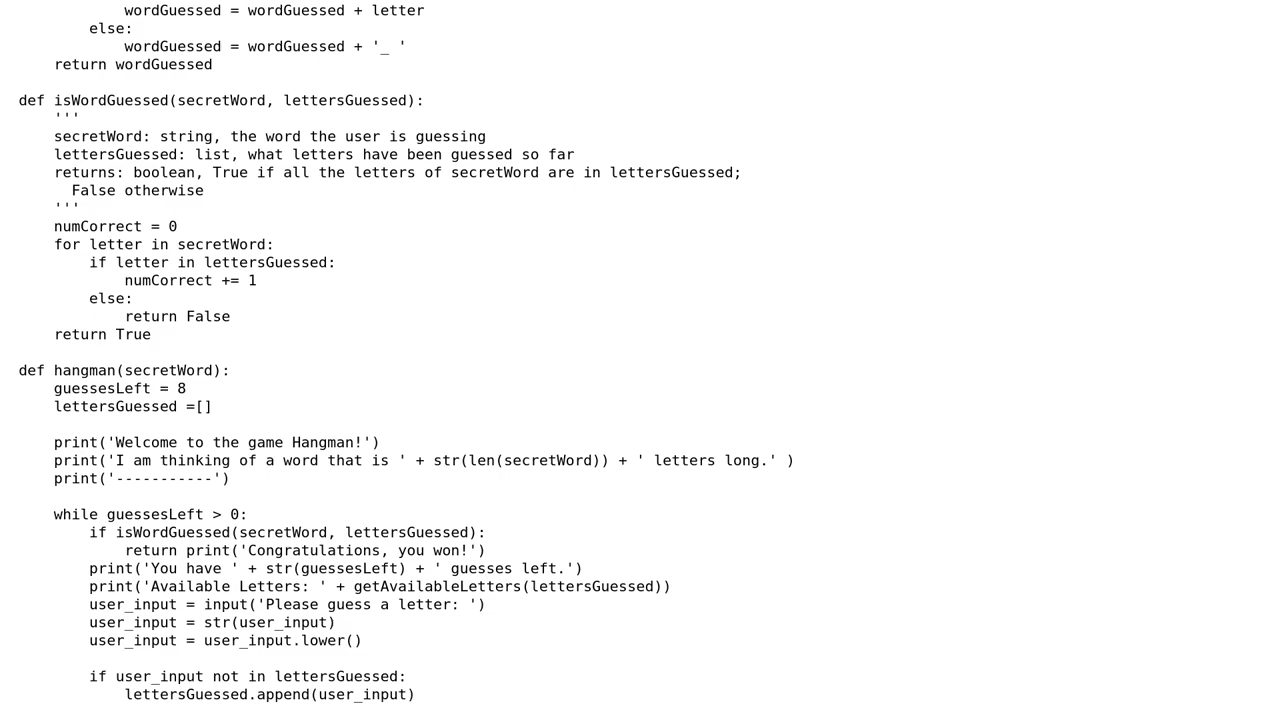 wordGuessed = wordGuessed + letter
        else:
            wordGuessed = wordGuessed + '_ '
    return wordGuessed

def isWordGuessed(secretWord, lettersGuessed):
    '''
    secretWord: string, the word the user is guessing
    lettersGuessed: list, what letters have been guessed so far
    returns: boolean, True if all the letters of secretWord are in lettersGuessed;
      False otherwise
    '''
    numCorrect = 0
    for letter in secretWord:
        if letter in lettersGuessed:
            numCorrect += 1
        else:
            return False
    return True

def hangman(secretWord):
    guessesLeft = 8
    lettersGuessed =[]

    print('Welcome to the game Hangman!')
    print('I am thinking of a word that is ' + str(len(secretWord)) + ' letters long.' )
    print('-----------')

    while guessesLeft > 0:
        if isWordGuessed(secretWord, lettersGuessed):
            return print('Congratulations, you won!')
        print('You have ' + str(guessesLeft) + ' guesses left.')
        print('Available Letters: ' + getAvailableLetters(lettersGuessed))
        user_input = input('Please guess a letter: ')
        user_input = str(user_input)
        user_input = user_input.lower()

        if user_input not in lettersGuessed:
            lettersGuessed.append(user_input)